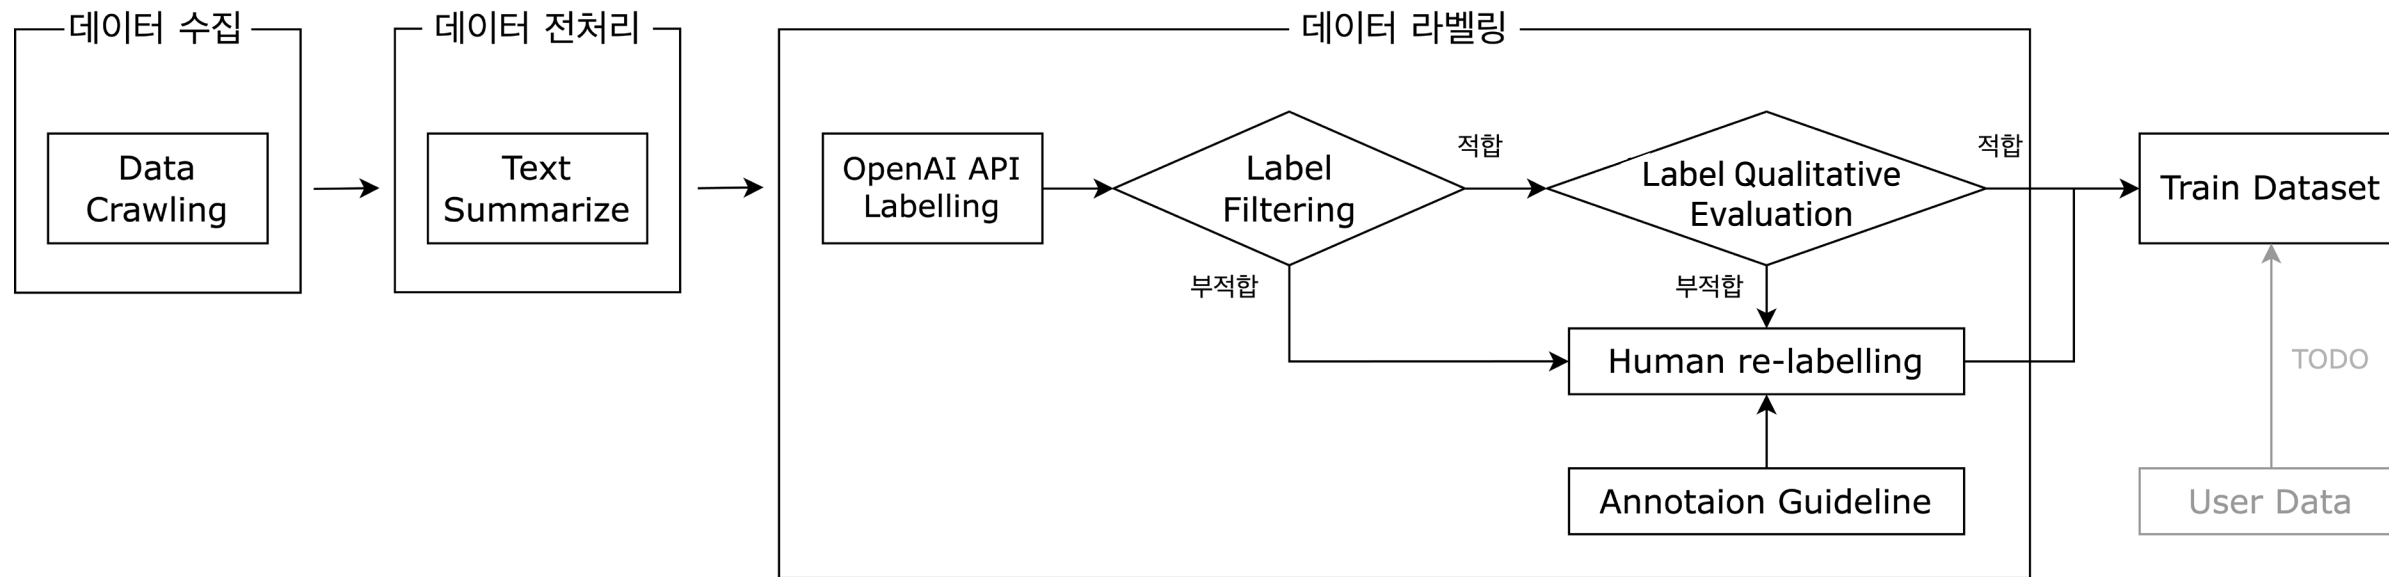 데이터 수집
데이터 전처리
데이터 라벨링
Data
Crawling
Text
Summarize
OpenAI API
Labelling
Label
Filtering
적합
부적합
Label Qualitative
Evaluation
적합
부적합
Human re-labelling
Annotaion Guideline
Train Dataset
TODO
User Data